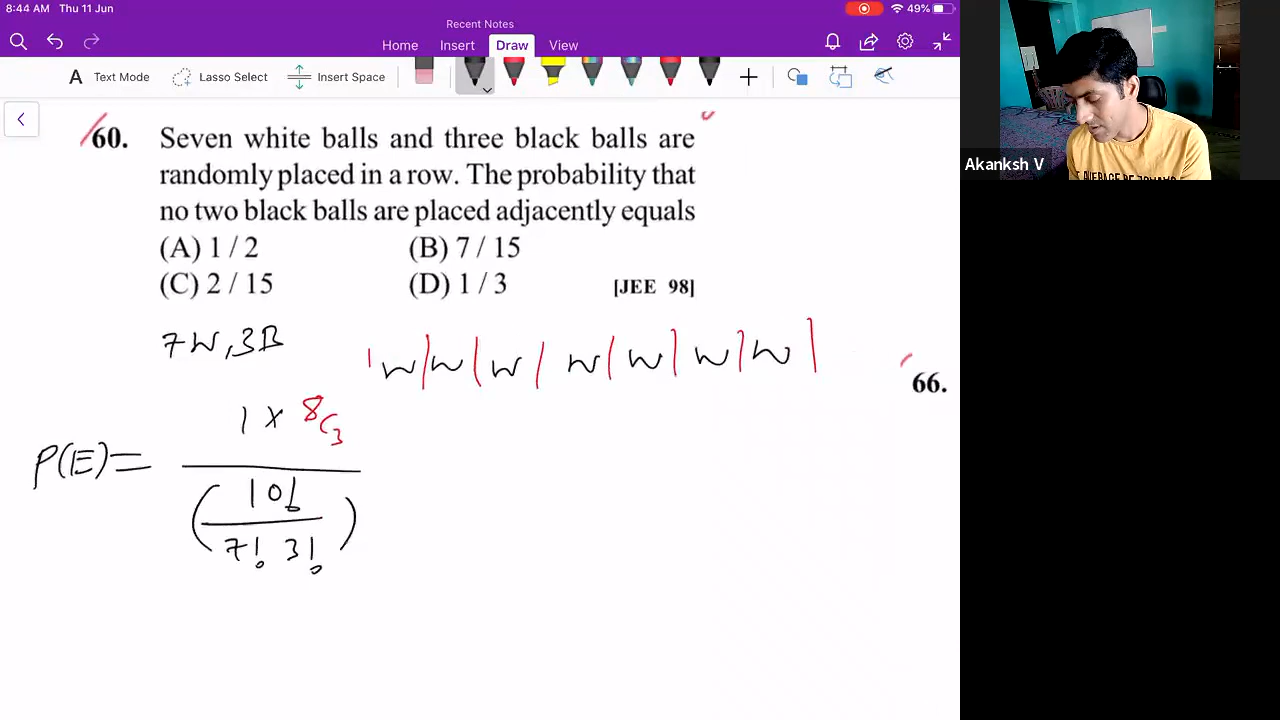 8:44 AM Thu 11 Jun
49%
Recent Notes
Home Insert Draw View
A Text Mode Lasso Select Insert Space
60. Seven white balls and three black balls are
randomly placed in a row. The probability that
no two black balls are placed adjacently equals
(A) 1 / 2 (B) 7 / 15
(C) 2 / 15 (D) 1 / 3 [JEE 98]
7W, 3B
|W|W|W|W|W|W|W|
66.
1 x 8C3
P(E)=
(10!
7! 3!)
Akanksh V